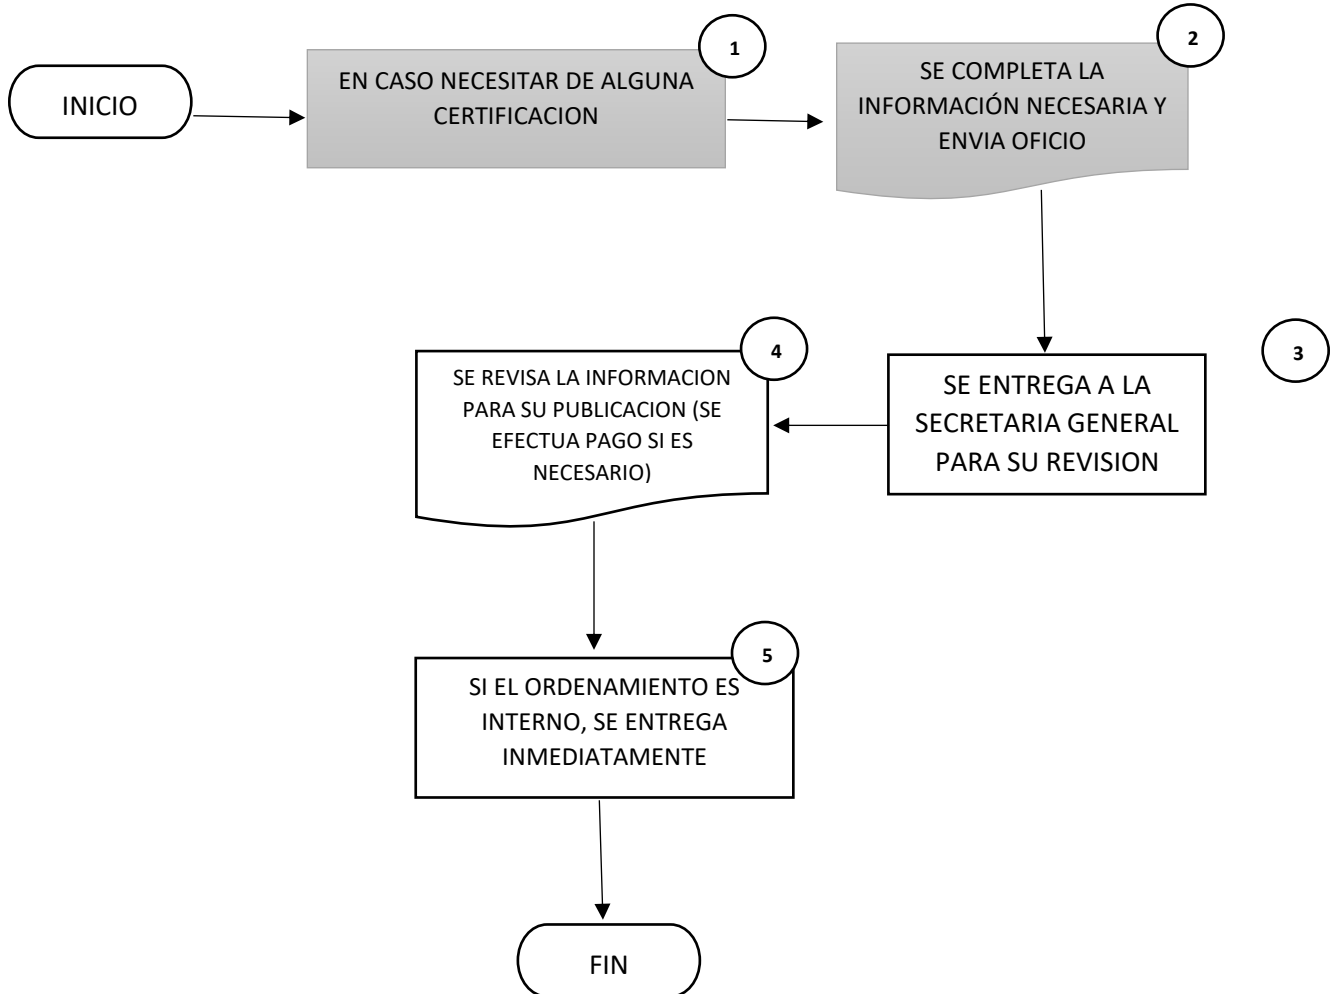 INICIO
1
EN CASO NECESITAR DE ALGUNA
CERTIFICACION
2
SE COMPLETA LA
INFORMACIÓN NECESARIA Y
ENVIA OFICIO
3
SE ENTREGA A LA
SECRETARIA GENERAL
PARA SU REVISION
4
SE REVISA LA INFORMACION
PARA SU PUBLICACION (SE
EFECTUA PAGO SI ES
NECESARIO)
5
SI EL ORDENAMIENTO ES
INTERNO, SE ENTREGA
INMEDIATAMENTE
FIN